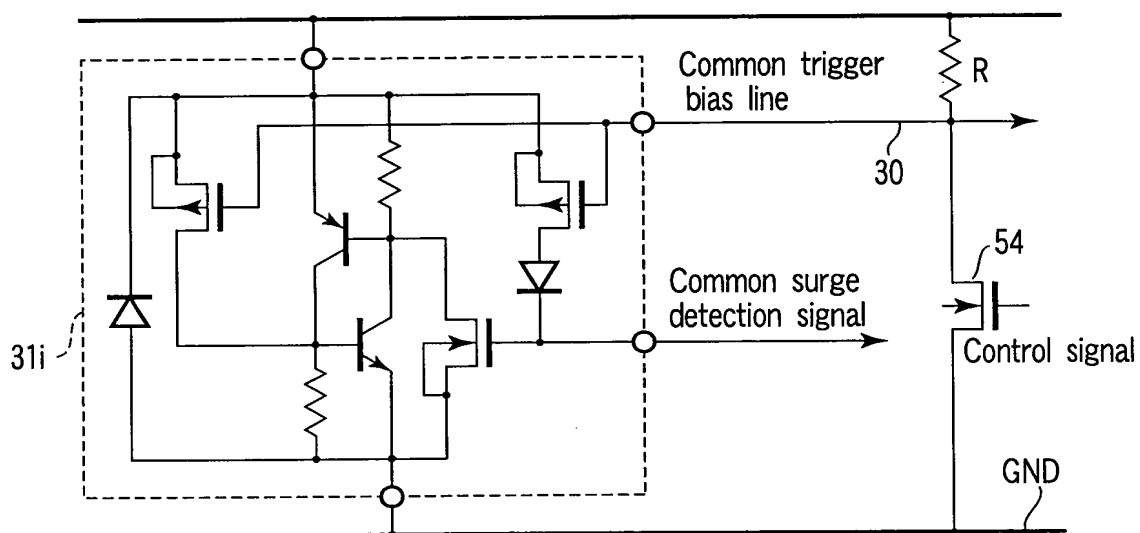 Common trigger
bias line
R
30
54
Common surge
detection signal
Control signal
31i
GND